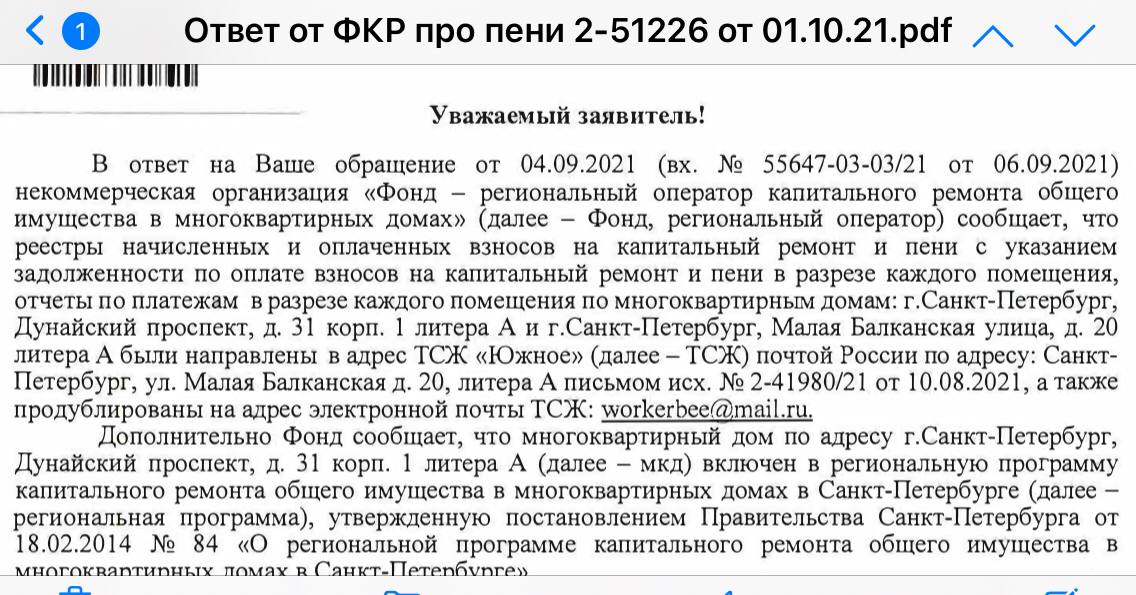 1
Ответ от ФКР про пени 2-51226 от 01.10.21.pdf
Уважаемый заявитель!
В ответ на Ваше обращение от 04.09.2021 (вх. № 55647-03-03/21 от 06.09.2021)
некоммерческая организация «Фонд – региональный оператор капитального ремонта общего
имущества в многоквартирных домах» (далее – Фонд, региональный оператор) сообщает, что
реестры начисленных и оплаченных взносов на капитальный ремонт и пени с указанием
задолженности по оплате взносов на капитальный ремонт и пени в разрезе каждого помещения,
отчеты по платежам в разрезе каждого помещения по многоквартирным домам: г.Санкт-Петербург,
Дунайский проспект, д. 31 корп. 1 литера А и г.Санкт-Петербург, Малая Балканская улица, д. 20
литера А были направлены в адрес ТСЖ «Южное» (далее – ТСЖ) почтой России по адресу: Санкт-
Петербург, ул. Малая Балканская д. 20, литера А письмом исх. № 2-41980/21 от 10.08.2021, а также
продублированы на адрес электронной почты ТСЖ: workerbee@mail.ru.
Дополнительно Фонд сообщает, что многоквартирный дом по адресу г.Санкт-Петербург,
Дунайский проспект, д. 31 корп. 1 литера А (далее – мкд) включен в региональную программу
капитального ремонта общего имущества в многоквартирных домах в Санкт-Петербурге (далее –
региональная программа), утвержденную постановлением Правительства Санкт-Петербурга от
18.02.2014 № 84 «О региональной программе капитального ремонта общего имущества в
многоквартирных домах в Санкт-Петербурге»